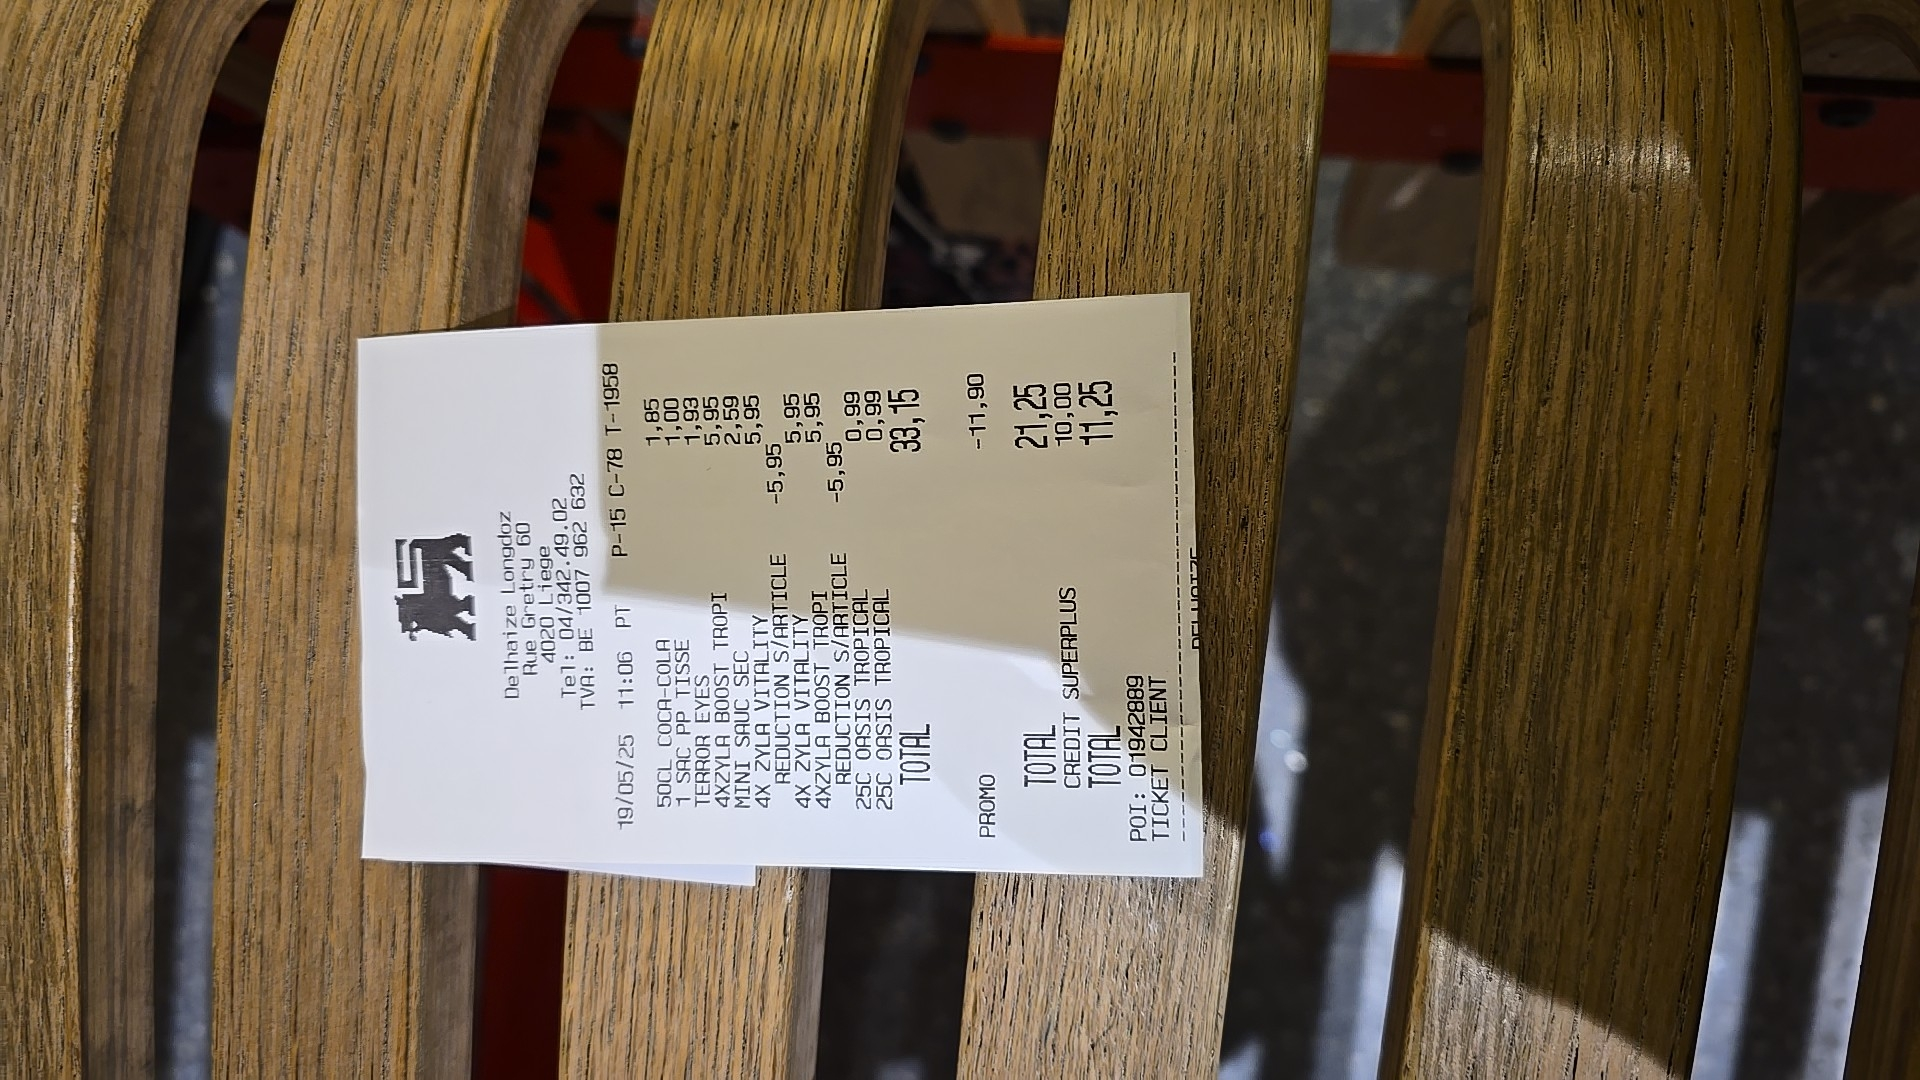 Delhaize Longdoz
Rue Gretry 60
4020 Liege
Tel: 04/342.49.02
TVA: BE 1007 962 632
19/05/25 11:06 PT P-15 C-78 T-1958
50CL COCA-COLA 1,85
1 SAC PP TISSE 1,00
TERROR EYES 1,93
4XZYLA BOOST TROPI 5,95
MINI SAUC SEC 2,59
4X ZYLA VITALITY 5,95
REDUCTION S/ARTICLE -5,95
4X ZYLA VITALITY 5,95
4XZYLA BOOST TROPI 5,95
REDUCTION S/ARTICLE -5,95
25C OASIS TROPICAL 0,99
25C OASIS TROPICAL 0,99
TOTAL 33,15
PROMO -11,90
TOTAL 21,25
CREDIT SUPERPLUS 10,00
TOTAL 11,25
POI: 01942889
TICKET CLIENT
DELHAIZE